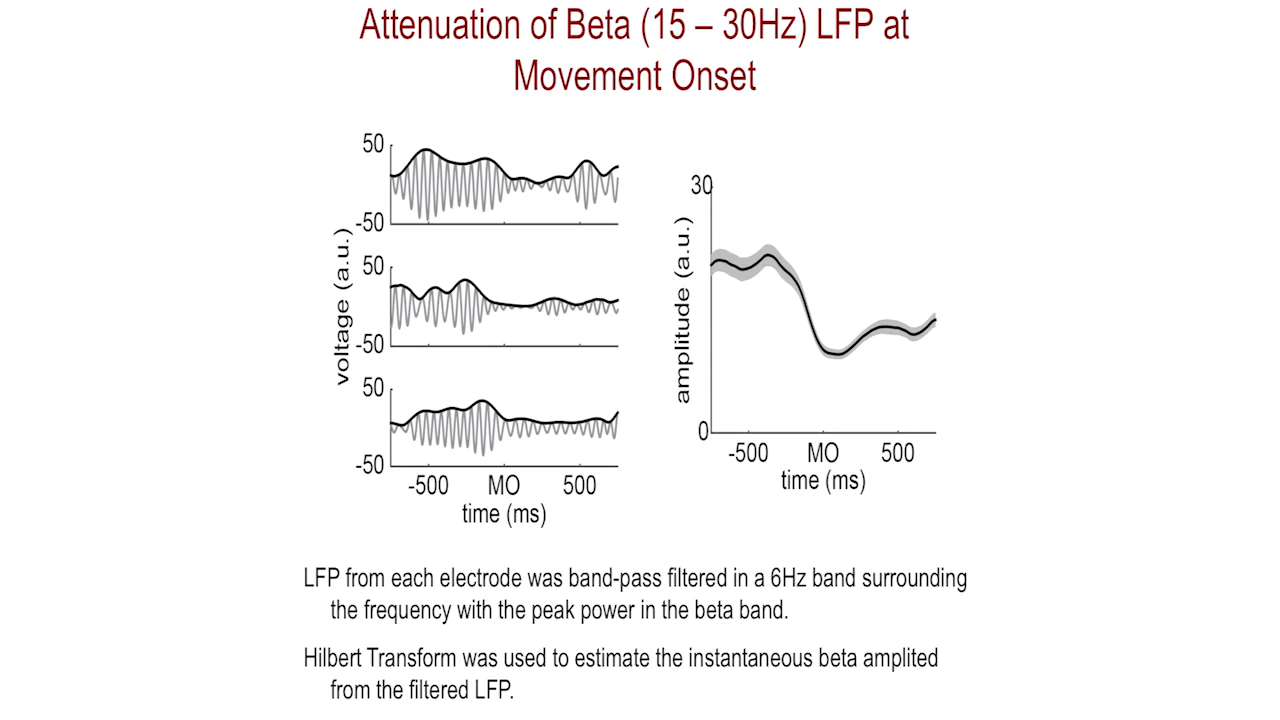 Attenuation of Beta (15 – 30Hz) LFP at
Movement Onset
50
-50
50
-50
50
-50
voltage (a.u.)
-500 MO 500
time (ms)
30
0
amplitude (a.u.)
-500 MO 500
time (ms)
LFP from each electrode was band-pass filtered in a 6Hz band surrounding
the frequency with the peak power in the beta band.
Hilbert Transform was used to estimate the instantaneous beta amplited
from the filtered LFP.